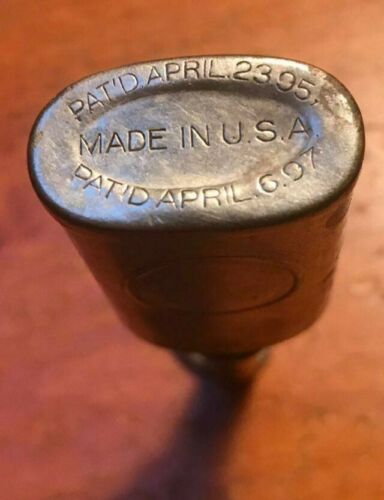 PAT'D APRIL.23.95,
MADE IN U.S.A.
PAT'D APRIL.6.97